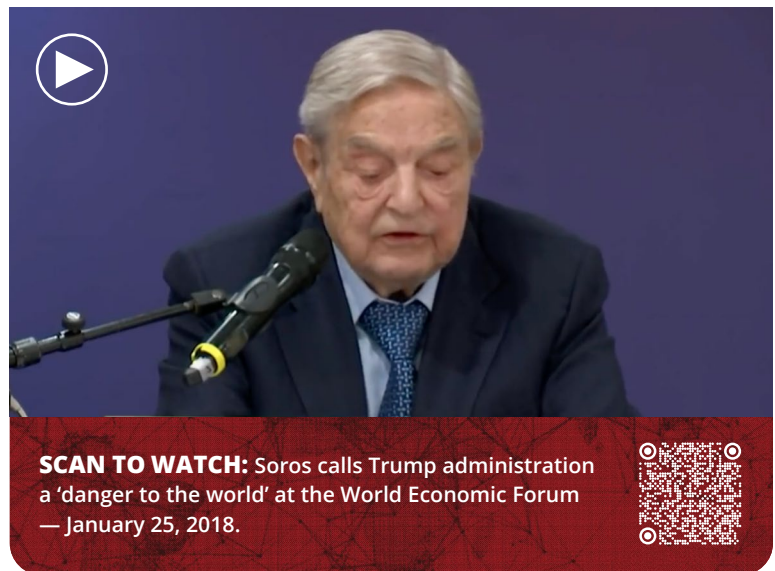 SCAN TO WATCH: Soros calls Trump administration
a ‘danger to the world’ at the World Economic Forum
— January 25, 2018.